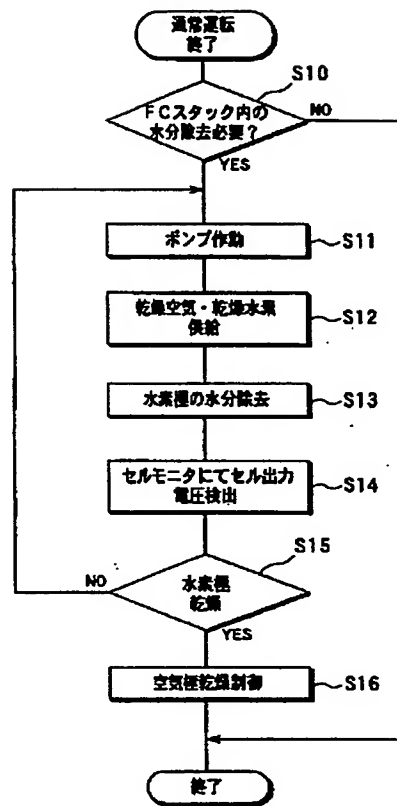 通常運転
終了
S10
FCスタック内の
水分除去必要？
NO
YES
ポンプ作動
S11
乾燥空気・乾燥水素
供給
S12
水素極の水分除去
S13
セルモニタにてセル出力
電圧検出
S14
S15
水素極
乾燥
NO
YES
空気極乾燥制御
S16
終了